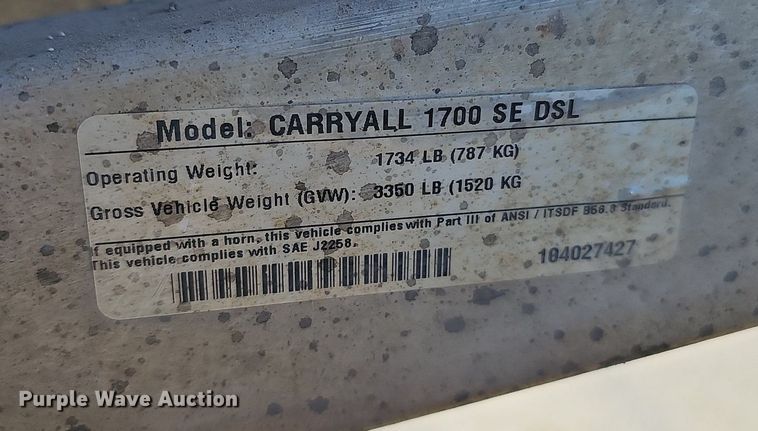 Model: CARRYALL 1700 SE DSL
Operating Weight: 1734 LB (787 KG)
Gross Vehicle Weight (GVW): 3350 LB (1520 KG
If equipped with a horn, this vehicle complies with Part III of ANSI / ITSDF B56.8 Standard.
This vehicle complies with SAE J2258.
104027427
Purple Wave Auction